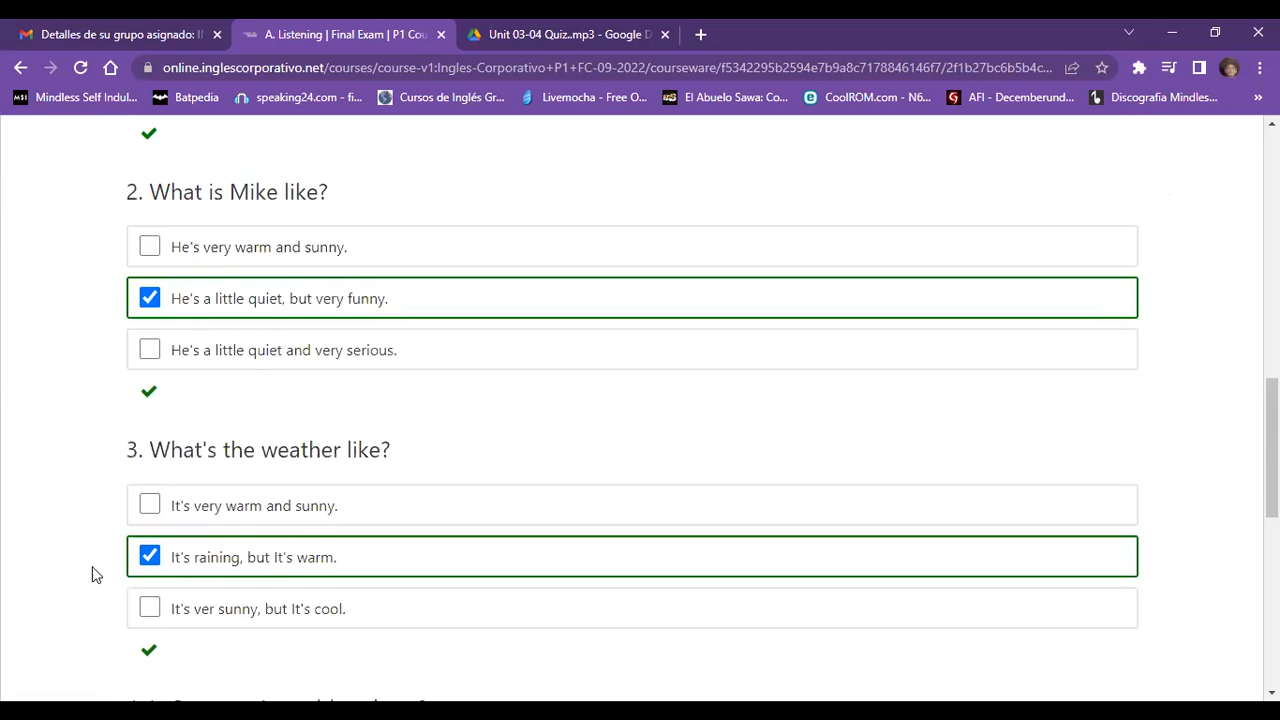 Detalles de su grupo asignado: II
A. Listening | Final Exam | P1 Cou
Unit 03-04 Quiz..mp3 - Google D
online.inglescorporativo.net/courses/course-v1:Ingles-Corporativo+P1+FC-09-2022/courseware/f5342295b2594e7b9a8c7178846146f7/2f1b27bc6b5b4c...
Mindless Self Indul...
Batpedia
speaking24.com - fi...
Cursos de Inglés Gr...
Livemocha - Free O...
El Abuelo Sawa: Co...
CoolROM.com - N6...
AFI - Decemberund...
Discografia Mindles...
»
2. What is Mike like?
He's very warm and sunny.
He's a little quiet, but very funny.
He's a little quiet and very serious.
3. What's the weather like?
It's very warm and sunny.
It's raining, but It's warm.
It's ver sunny, but It's cool.